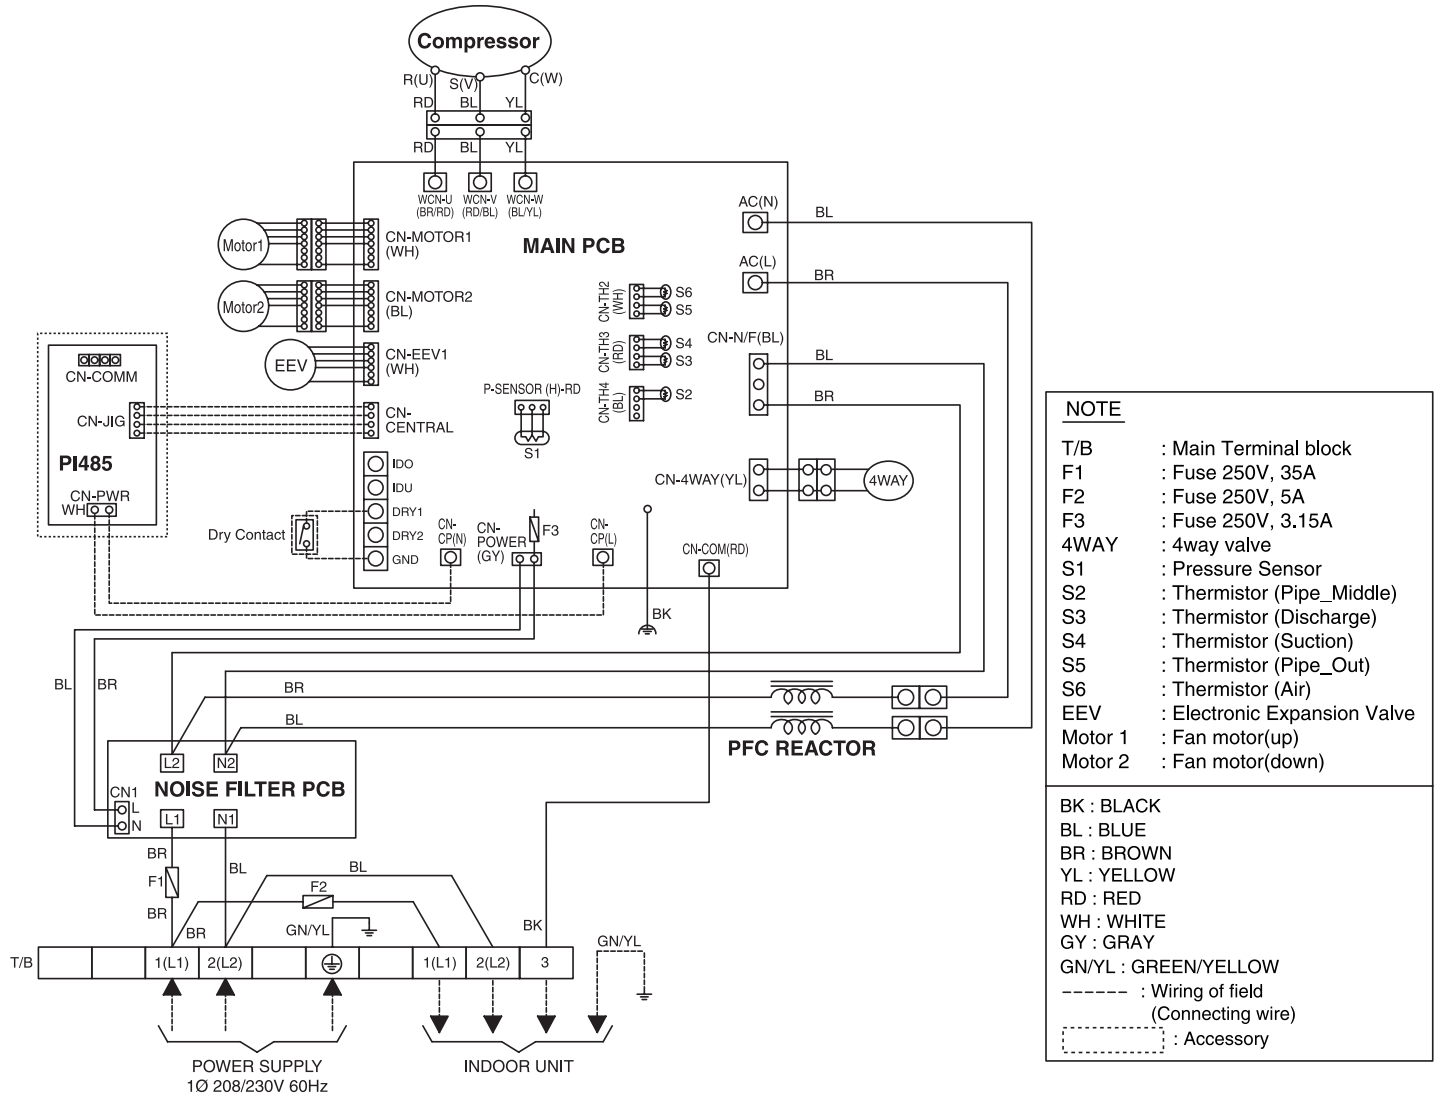 Compressor
R(U) S(V) C(W)
RD BL YL
RD BL YL
WCN-U (BR/RD)
WCN-V (RD/BL)
WCN-W (BL/YL)
MAIN PCB
AC(N)
BL
AC(L)
BR
Motor1
CN-MOTOR1
(WH)
Motor2
CN-MOTOR2
(BL)
EEV
CN-EEV1
(WH)
CN-
CENTRAL
CN-TH2
(WH)
S6
S5
CN-TH3
(RD)
S4
S3
CN-TH4
(BL)
S2
CN-N/F(BL)
BL
BR
P-SENSOR (H)-RD
S1
CN-COMM
CN-JIG
PI485
CN-PWR
WH
IDO
IDU
DRY1
DRY2
GND
Dry Contact
CN-
CP(N)
CN-
POWER
(GY)
F3
CN-
CP(L)
CN-4WAY(YL)
4WAY
CN-COM(RD)
BK
BL
BR
BR
BL
PFC REACTOR
L2 N2
NOISE FILTER PCB
CN1
L
N
L1 N1
BR
BL
F1
BR
BR
F2
BL
GN/YL
BK
GN/YL
T/B
1(L1) 2(L2) 1(L1) 2(L2) 3
POWER SUPPLY
1Ø 208/230V 60Hz
INDOOR UNIT
NOTE
T/B : Main Terminal block
F1 : Fuse 250V, 35A
F2 : Fuse 250V, 5A
F3 : Fuse 250V, 3.15A
4WAY : 4way valve
S1 : Pressure Sensor
S2 : Thermistor (Pipe_Middle)
S3 : Thermistor (Discharge)
S4 : Thermistor (Suction)
S5 : Thermistor (Pipe_Out)
S6 : Thermistor (Air)
EEV : Electronic Expansion Valve
Motor 1 : Fan motor(up)
Motor 2 : Fan motor(down)
BK : BLACK
BL : BLUE
BR : BROWN
YL : YELLOW
RD : RED
WH : WHITE
GY : GRAY
GN/YL : GREEN/YELLOW
: Wiring of field
(Connecting wire)
: Accessory